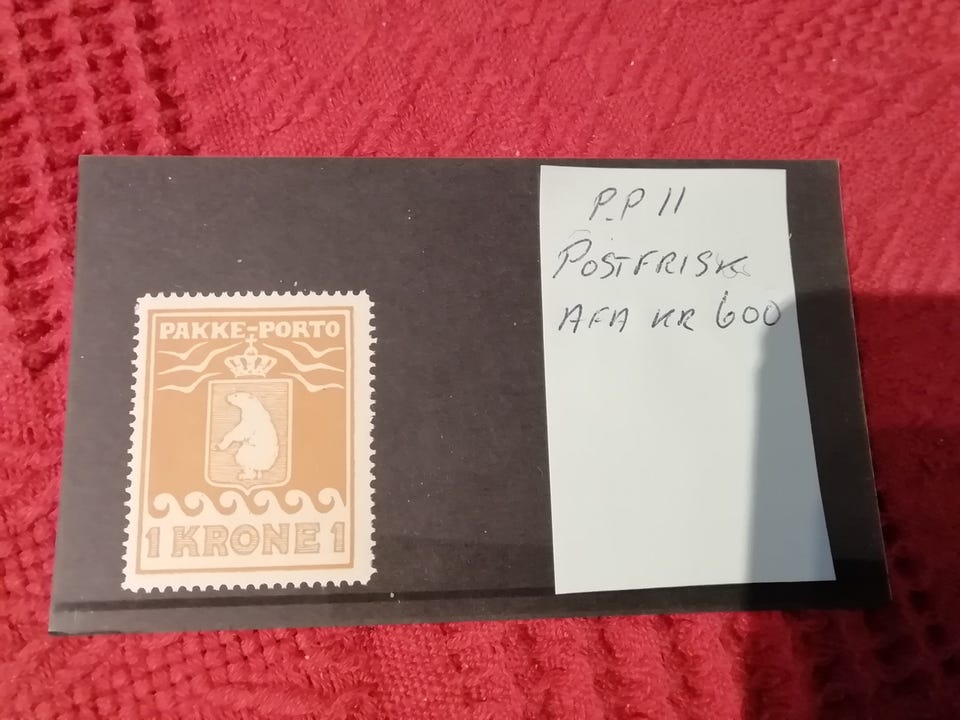 PAKKE-PORTO
1 KRONE 1
P.P 11
POSTFRISK
AFA KR 600